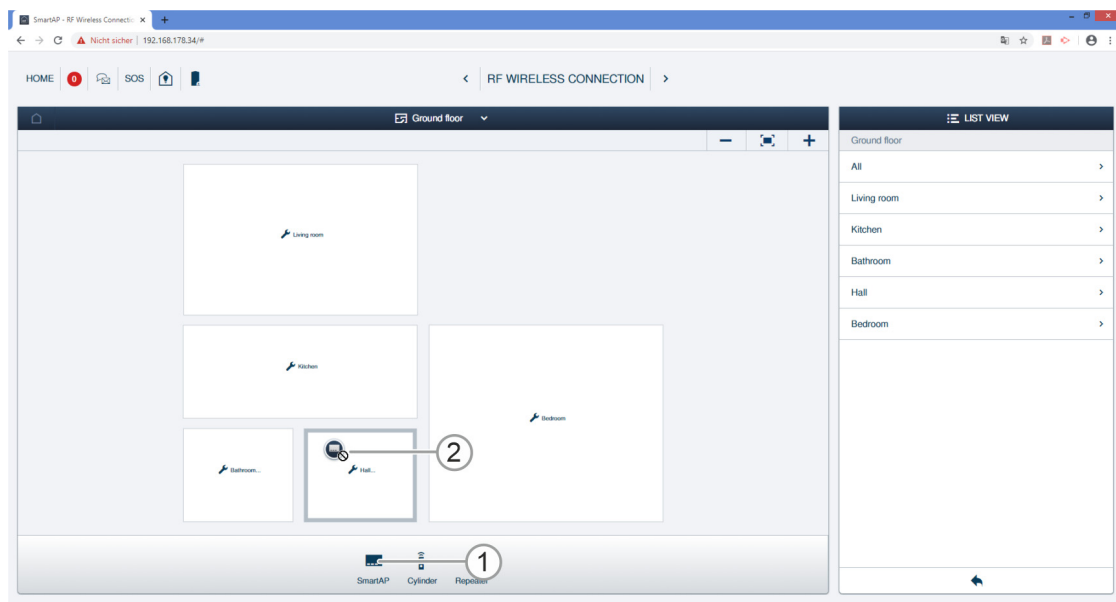 SmartAP - RF Wireless Connectic
Nicht sicher | 192.168.178.34/#
HOME 0 SOS RF WIRELESS CONNECTION
Ground floor
LIST VIEW
Ground floor
All
Living room
Kitchen
Bathroom
Hall
Bedroom
Living room
Kitchen
Bedroom
Bathroom...
Hall...
2
1
SmartAP Cylinder Repeater